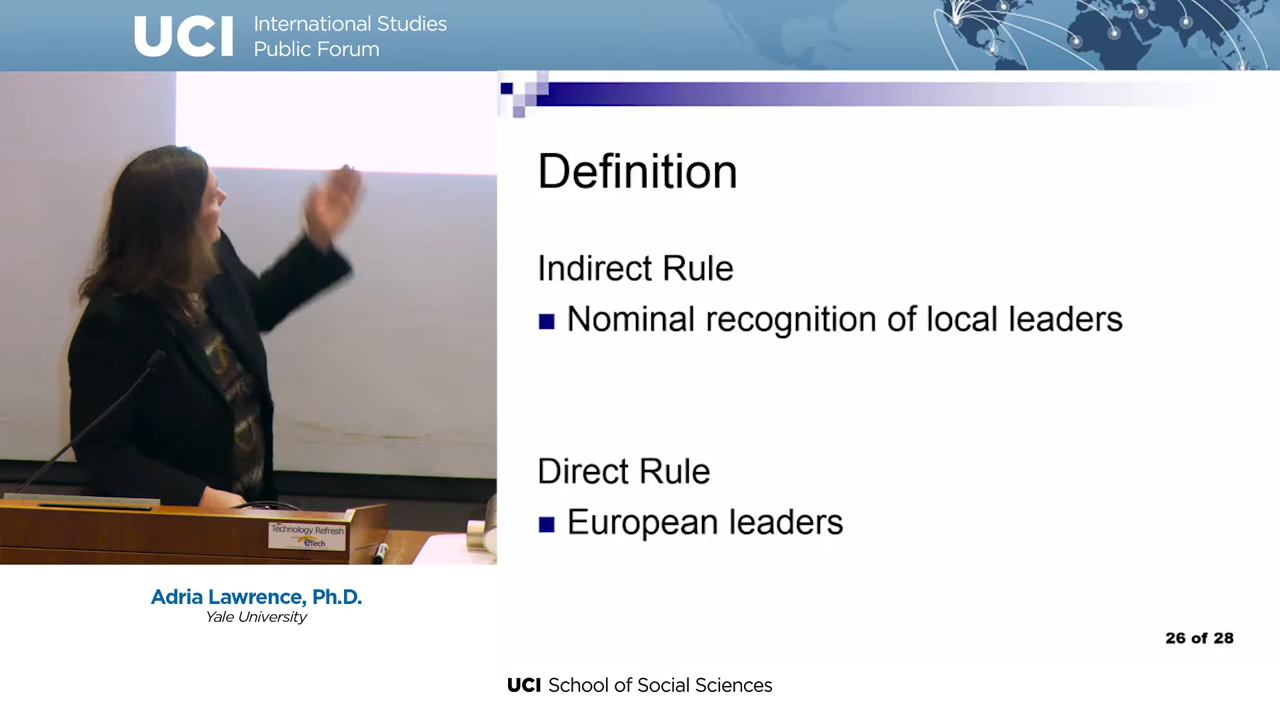 UCI
International Studies
Public Forum
Definition
Indirect Rule
Nominal recognition of local leaders
Direct Rule
European leaders
26 of 28
Technology Refresh
eTech
Adria Lawrence, Ph.D.
Yale University
UCI School of Social Sciences